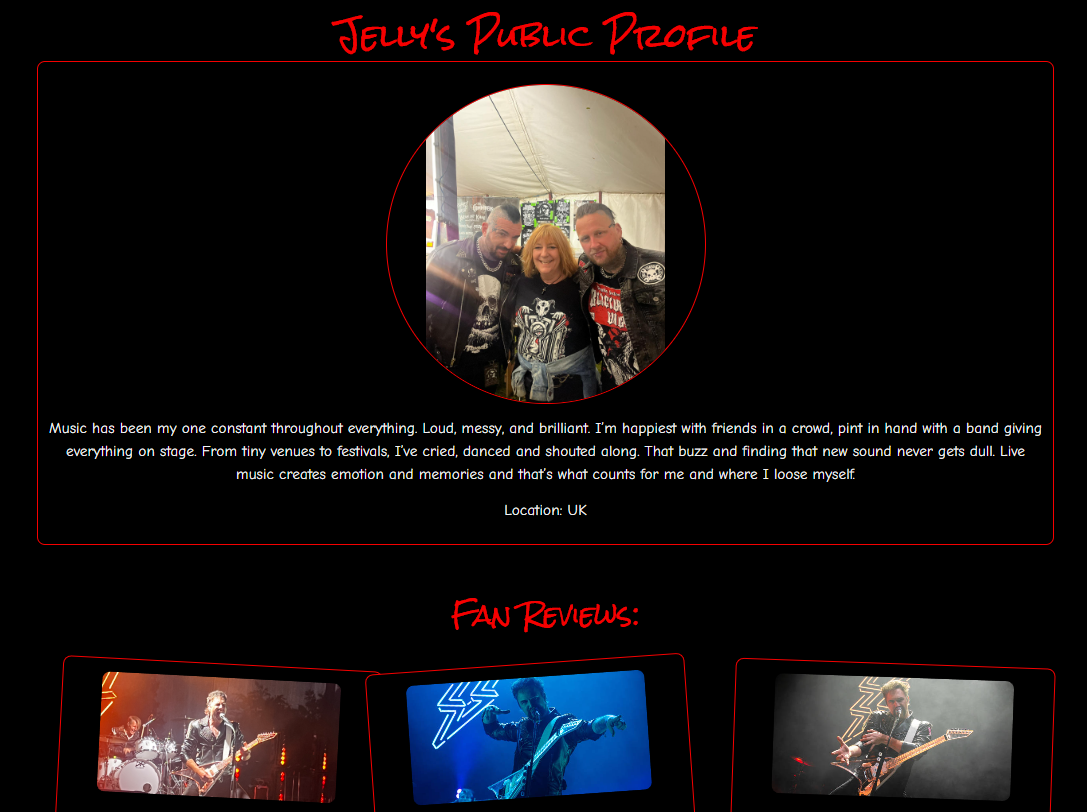 Jelly's Public Profile
Music has been my one constant throughout everything. Loud, messy, and brilliant. I'm happiest with friends in a crowd, pint in hand with a band giving
everything on stage. From tiny venues to festivals, I've cried, danced and shouted along. That buzz and finding that new sound never gets dull. Live
music creates emotion and memories and that's what counts for me and where I loose myself.
Location: UK
Fan Reviews: